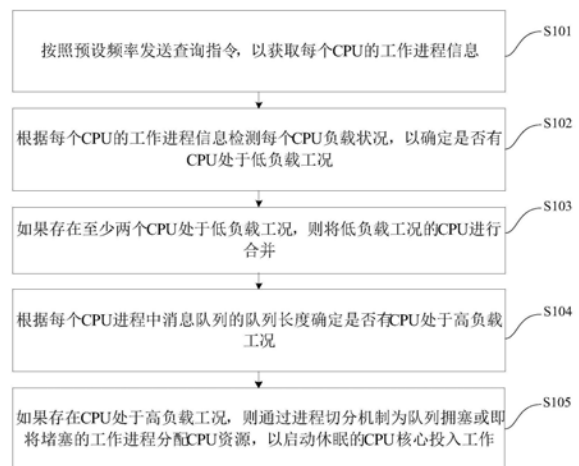 按照预设频率发送查询指令，以获取每个CPU的工作进程信息
S101
根据每个CPU的工作进程信息检测每个CPU负载状况，以确定是否有
CPU处于低负载工况
S102
如果存在至少两个CPU处于低负载工况，则将低负载工况的CPU进行
合并
S103
根据每个CPU进程中消息队列的队列长度确定是否有CPU处于高负载
工况
S104
如果存在CPU处于高负载工况，则通过进程切分机制为队列拥塞或即
将堵塞的工作进程分配CPU资源，以启动休眠的CPU核心投入工作
S105